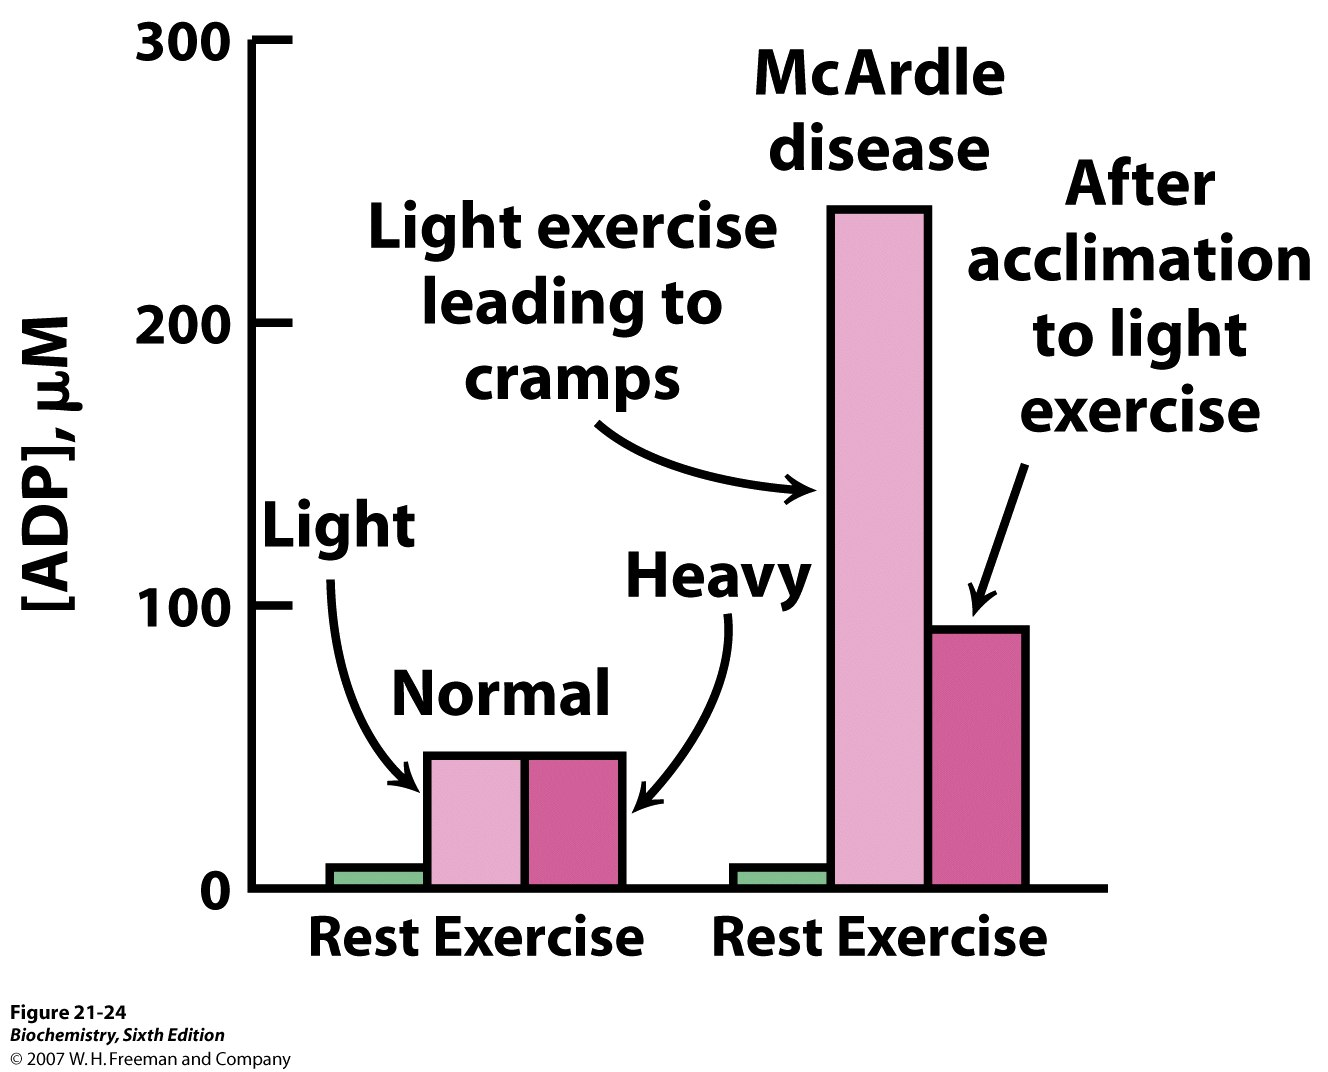 300
McArdle
disease
After
acclimation
to light
exercise
Light exercise
leading to
cramps
200
[ADP], μM
Light
Heavy
100
Normal
0
Rest Exercise
Rest Exercise
Figure 21-24
Biochemistry, Sixth Edition
© 2007 W. H. Freeman and Company